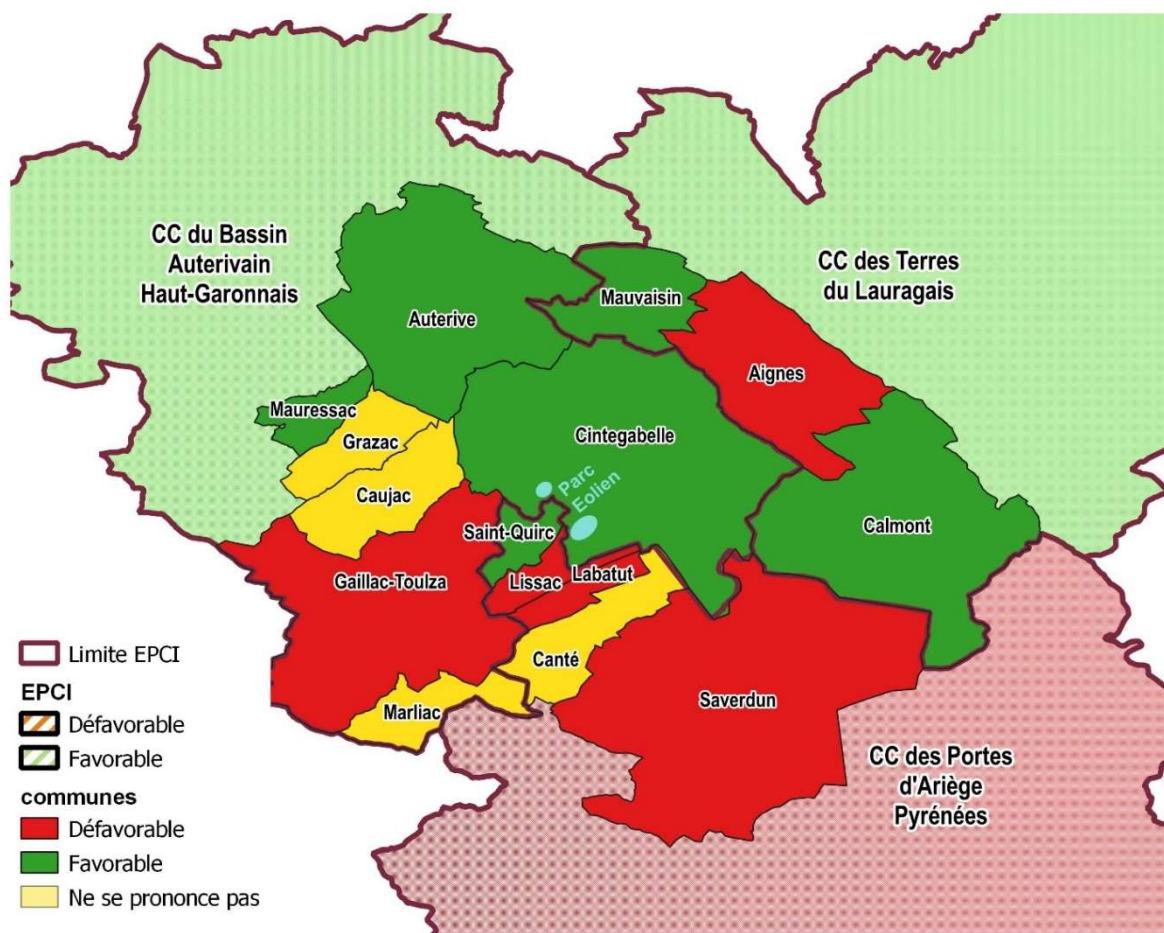 CC du Bassin
Auterivain
Haut-Garonnais
CC des Terres
du Lauragais
Mauvaisin
Auterive
Aignes
Mauressac
Grazac
Cintegabelle
Caujac
Parc
Eolien
Calmont
Saint-Quirc
Gaillac-Toulza
Lissac
Labatut
Canté
Saverdun
Marliac
CC des Portes
d'Ariège
Pyrénées
Limite EPCI
EPCI
Défavorable
Favorable
communes
Défavorable
Favorable
Ne se prononce pas